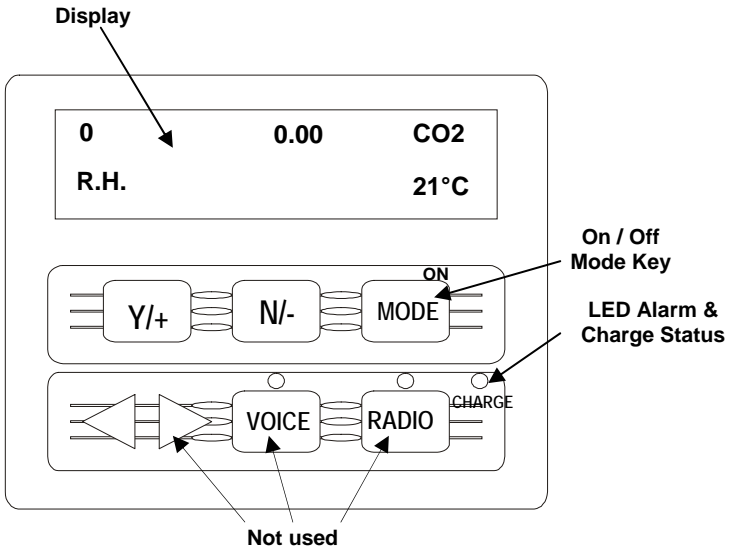 Display
0 0.00 CO2
R.H. 21°C
On / Off
Mode Key
ON
Y/+ N/- MODE
LED Alarm &
Charge Status
CHARGE
VOICE RADIO
Not used